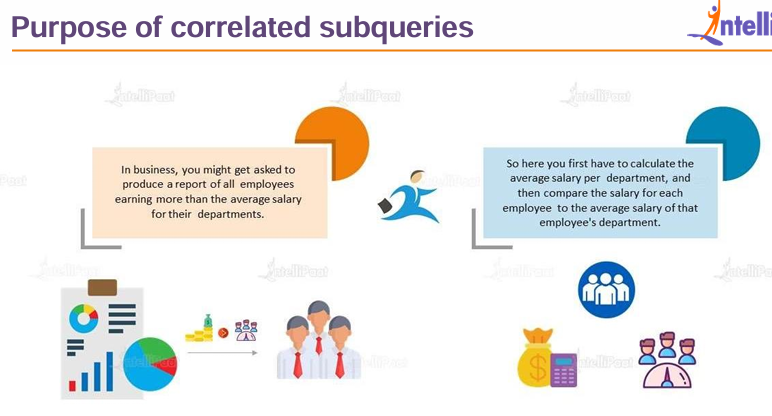 Purpose of correlated subqueries
ntelli
In business, you might get asked to
produce a report of all employees
earning more than the average salary
for their departments.
So here you first have to calculate the
average salary per department, and
then compare the salary for each
employee to the average salary of that
employee's department.